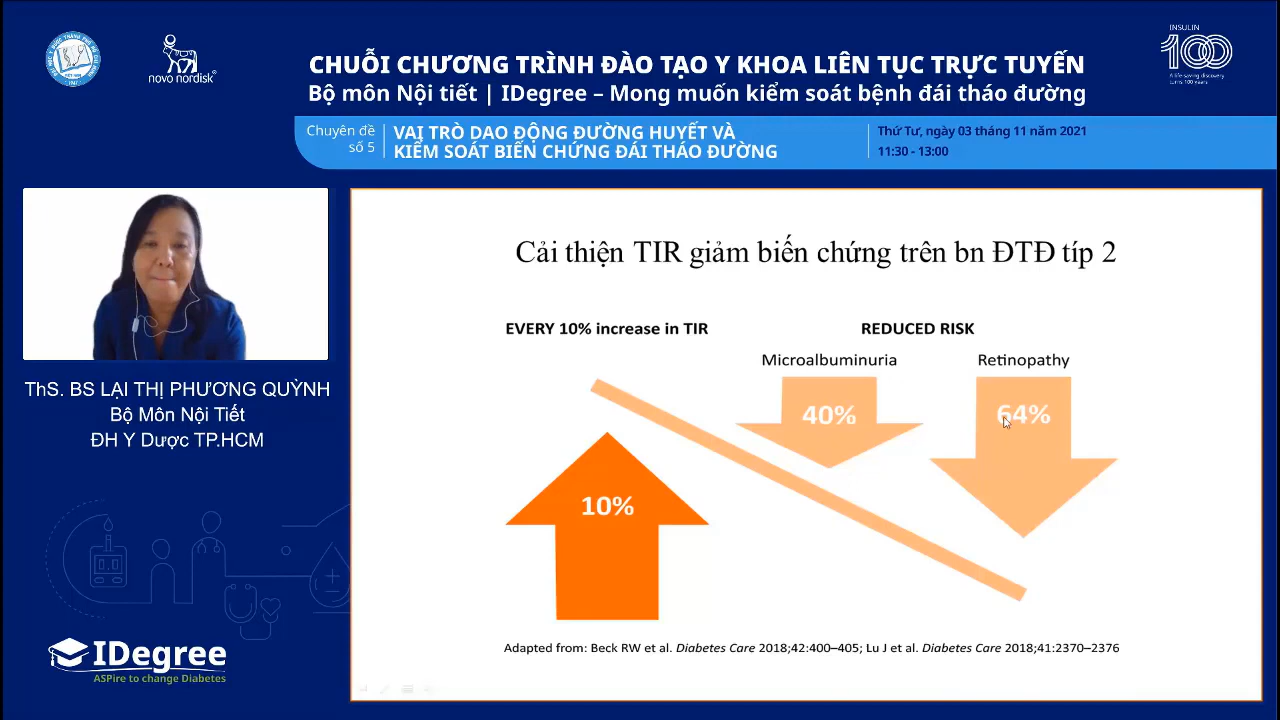 novo nordisk
INSULIN
100
A life-saving discovery
turns 100 years
CHUỖI CHƯƠNG TRÌNH ĐÀO TẠO Y KHOA LIÊN TỤC TRỰC TUYẾN
Bộ môn Nội tiết | IDegree – Mong muốn kiểm soát bệnh đái tháo đường
Chuyên đề
số 5
VAI TRÒ DAO ĐỘNG ĐƯỜNG HUYẾT VÀ
KIỂM SOÁT BIẾN CHỨNG ĐÁI THÁO ĐƯỜNG
Thứ Tư, ngày 03 tháng 11 năm 2021
11:30 - 13:00
ThS. BS LẠI THỊ PHƯƠNG QUỲNH
Bộ Môn Nội Tiết
ĐH Y Dược TP.HCM
IDegree
ASPire to change Diabetes
Cải thiện TIR giảm biến chứng trên bn ĐTĐ típ 2
EVERY 10% increase in TIR
REDUCED RISK
Microalbuminuria
Retinopathy
40%
64%
10%
Adapted from: Beck RW et al. Diabetes Care 2018;42:400–405; Lu J et al. Diabetes Care 2018;41:2370–2376